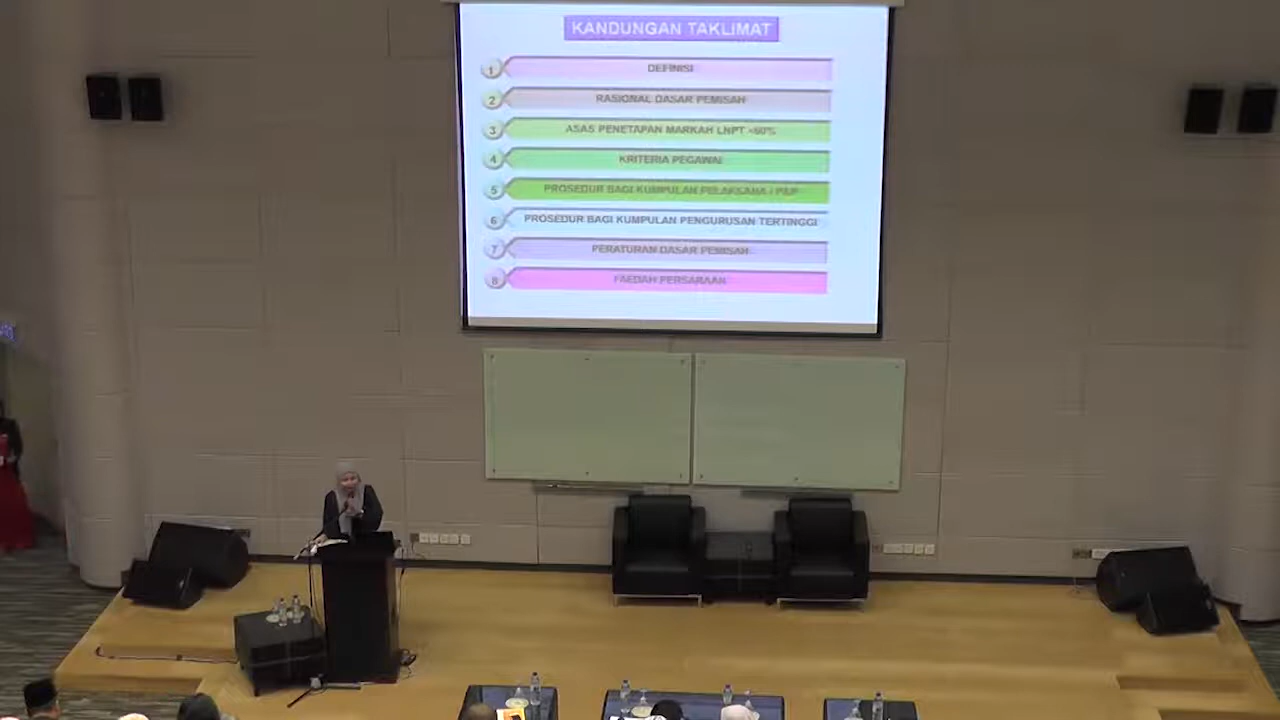 KANDUNGAN TAKLIMAT
1 DEFINISI
2 RASIONAL DASAR PEMISAH
3 ASAS PENETAPAN MARKAH LNPT <60%
4 KRITERIA PEGAWAI
5 PROSEDUR BAGI KUMPULAN PELAKSANA / P&P
6 PROSEDUR BAGI KUMPULAN PENGURUSAN TERTINGGI
7 PERATURAN DASAR PEMISAH
8 FAEDAH PERSARAAN